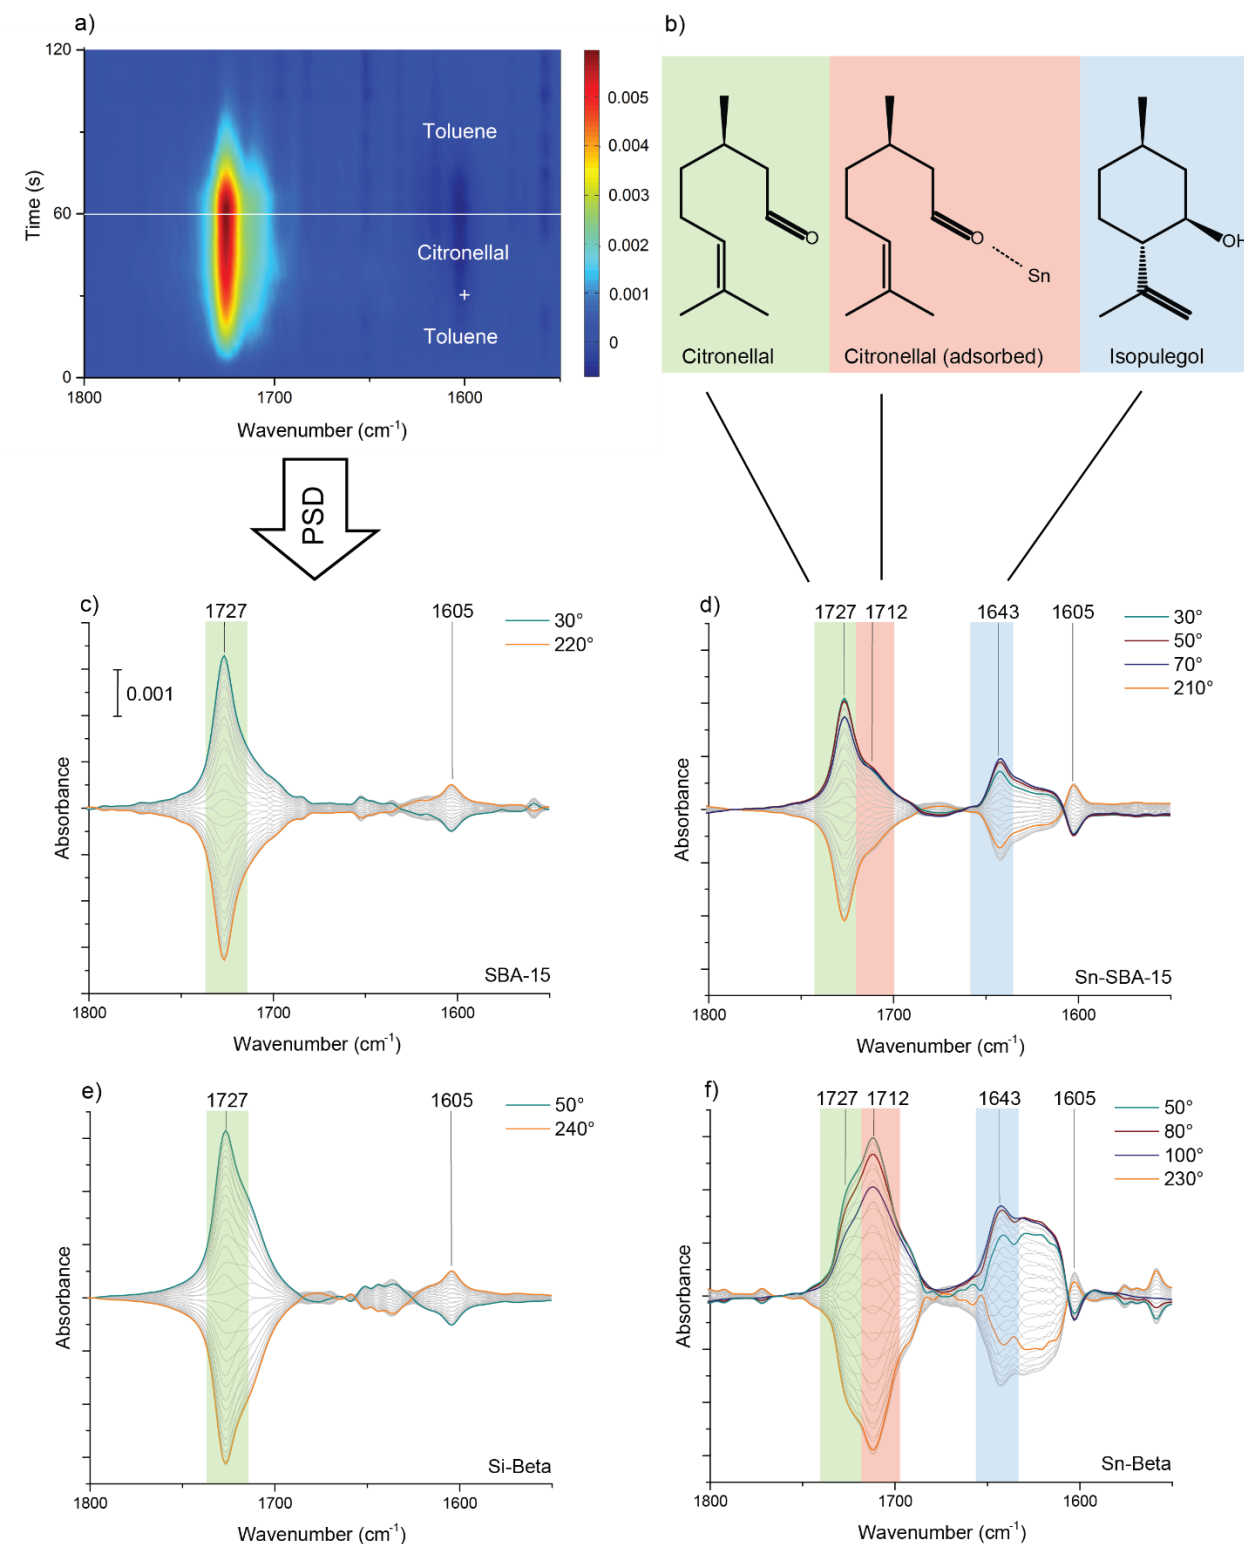 a)
120
60
0
Time (s)
1800
1700
1600
Wavenumber (cm⁻¹)
Toluene
Citronellal
+
Toluene
0.005
0.004
0.003
0.002
0.001
0
b)
O
O
Sn
OH
Citronellal
Citronellal (adsorbed)
Isopulegol
PSD
c)
1727
1605
30°
220°
0.001
Absorbance
SBA-15
1800
1700
1600
Wavenumber (cm⁻¹)
d)
1727
1712
1643
1605
30°
50°
70°
210°
Absorbance
Sn-SBA-15
1800
1700
1600
Wavenumber (cm⁻¹)
e)
1727
1605
50°
240°
Absorbance
Si-Beta
1800
1700
1600
Wavenumber (cm⁻¹)
f)
1727
1712
1643
1605
50°
80°
100°
230°
Absorbance
Sn-Beta
1800
1700
1600
Wavenumber (cm⁻¹)